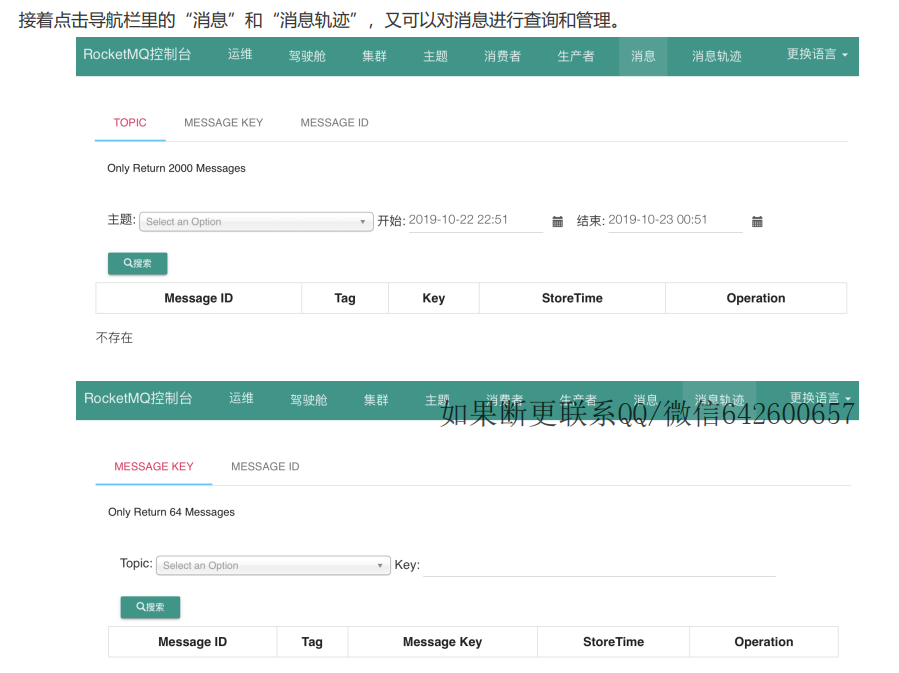 接着点击导航栏里的“消息”和“消息轨迹”，又可以对消息进行查询和管理。
RocketMQ控制台 运维 驾驶舱 集群 主题 消费者 生产者 消息 消息轨迹 更换语言
TOPIC MESSAGE KEY MESSAGE ID
Only Return 2000 Messages
主题: Select an Option 开始: 2019-10-22 22:51 结束: 2019-10-23 00:51
搜索
Message ID Tag Key StoreTime Operation
不存在
RocketMQ控制台 运维 驾驶舱 集群 主题 消费者 生产者 消息 消息轨迹 更换语言
如果断更联系QQ/微信642600657
MESSAGE KEY MESSAGE ID
Only Return 64 Messages
Topic: Select an Option Key:
搜索
Message ID Tag Message Key StoreTime Operation